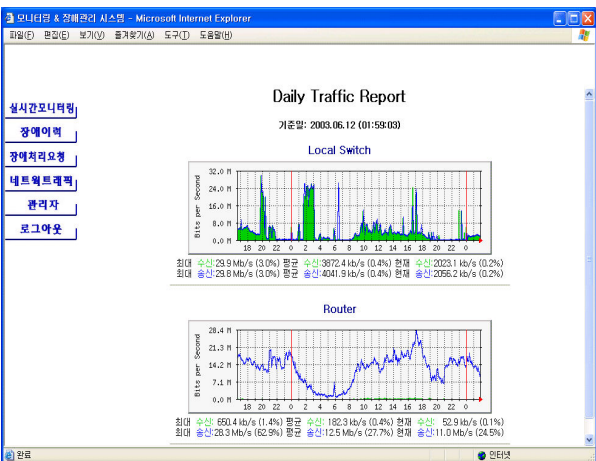 모니터링 & 장애관리 시스템 - Microsoft Internet Explorer
파일(F) 편집(E) 보기(V) 즐겨찾기(A) 도구(T) 도움말(H)
실시간모니터링
장애이력
장애처리요청
네트웍트래픽
관리자
로그아웃
Daily Traffic Report
기준일: 2003.06.12 (01:59:03)
Local Switch
Bits per Second
32.0 M
24.0 M
16.0 M
8.0 M
0.0 M
18 20 22 0 2 4 6 8 10 12 14 16 18 20 22 0
최대 수신:29.9 Mb/s (3.0%) 평균 수신:3872.4 kb/s (0.4%) 현재 수신:2023.1 kb/s (0.2%)
최대 송신:29.8 Mb/s (3.0%) 평균 송신:4041.9 kb/s (0.4%) 현재 송신:2056.2 kb/s (0.2%)
Router
Bits per Second
28.4 M
21.3 M
14.2 M
7.1 M
0.0 M
18 20 22 0 2 4 6 8 10 12 14 16 18 20 22 0
최대 수신: 650.4 kb/s (1.4%) 평균 수신: 182.3 kb/s (0.4%) 현재 수신: 52.9 kb/s (0.1%)
최대 송신:28.3 Mb/s (62.9%) 평균 송신:12.5 Mb/s (27.7%) 현재 송신:11.0 Mb/s (24.5%)
완료
인터넷